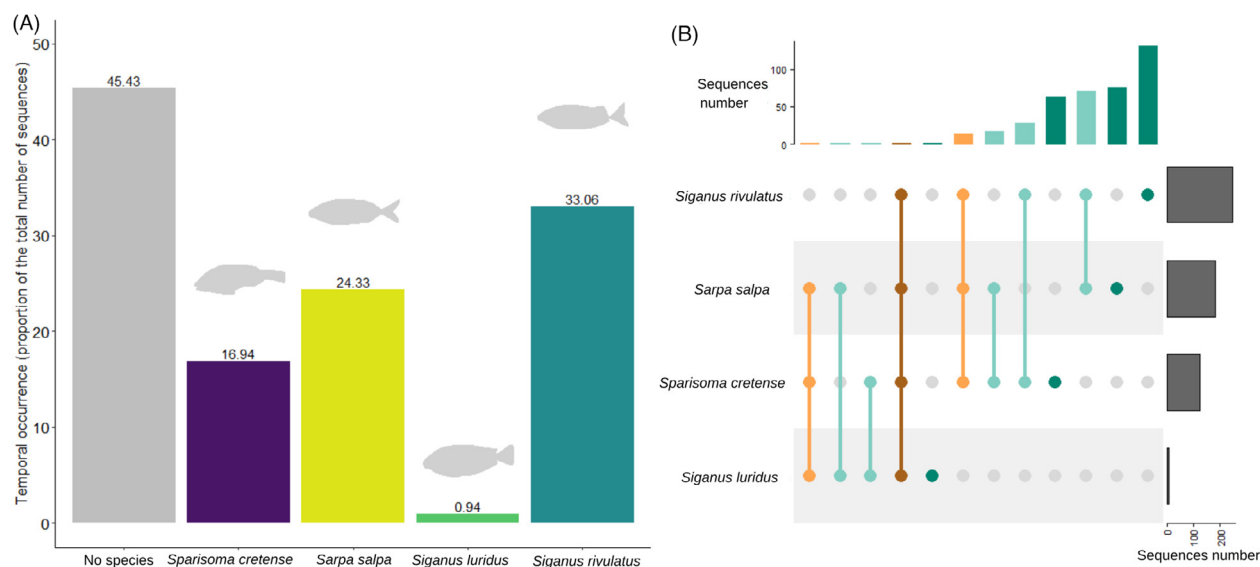 (A)
Temporal occurrence (proportion of the total number of sequences)
50
40
30
20
10
0
45.43
16.94
24.33
0.94
33.06
No species
Sparisoma cretense
Sarpa salpa
Siganus luridus
Siganus rivulatus
(B)
Sequences
number
100
50
0
Siganus rivulatus
Sarpa salpa
Sparisoma cretense
Siganus luridus
0
100
200
Sequences number